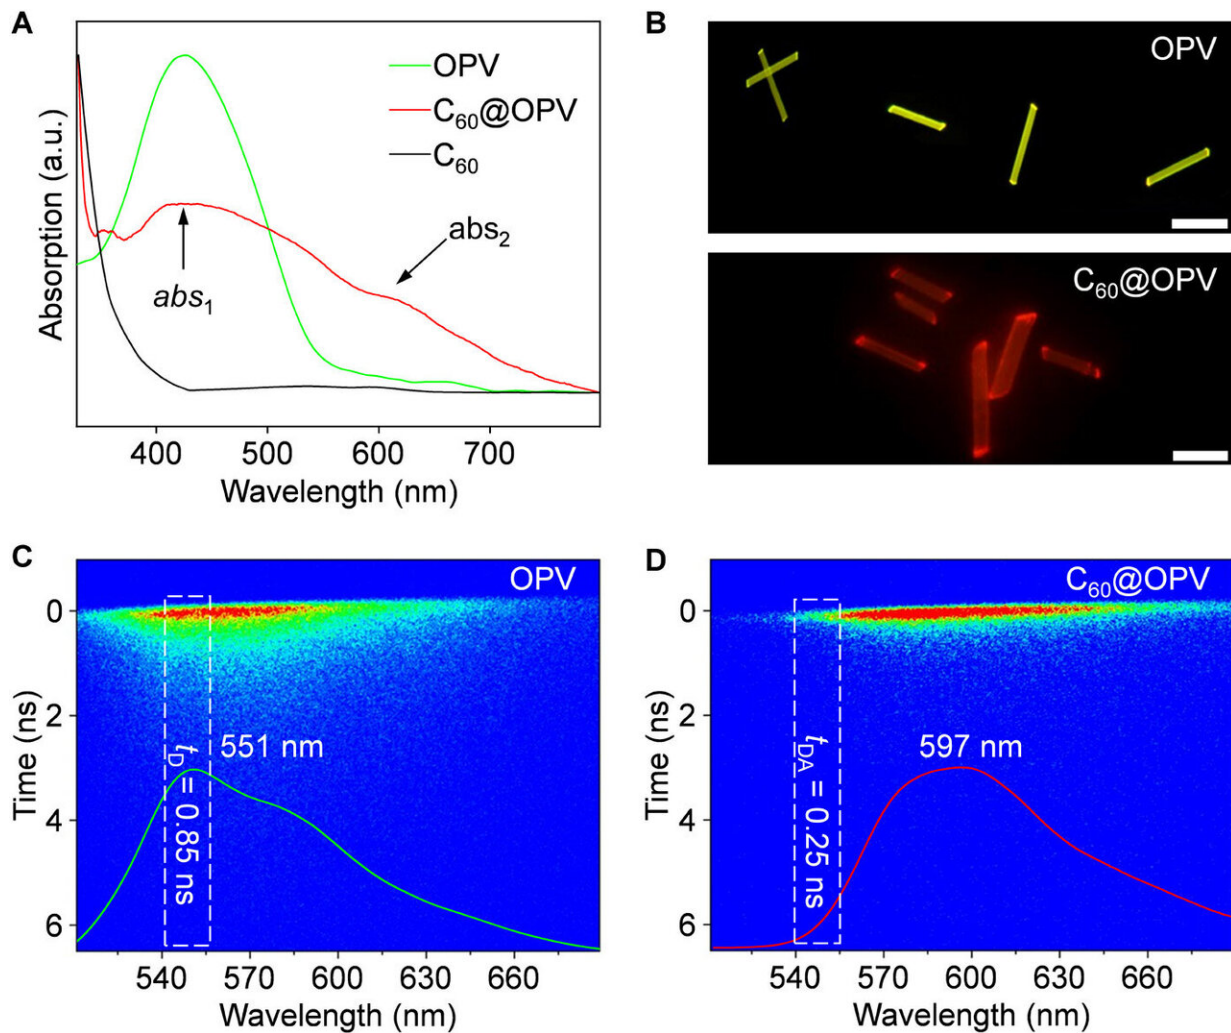 A
OPV
C₆₀@OPV
C₆₀
abs₁
abs₂
Absorption (a.u.)
400 500 600 700
Wavelength (nm)
B
OPV
C₆₀@OPV
C
OPV
0
2
4
6
Time (ns)
551 nm
t_D = 0.85 ns
540 570 600 630 660
Wavelength (nm)
D
C₆₀@OPV
0
2
4
6
Time (ns)
597 nm
t_DA = 0.25 ns
540 570 600 630 660
Wavelength (nm)